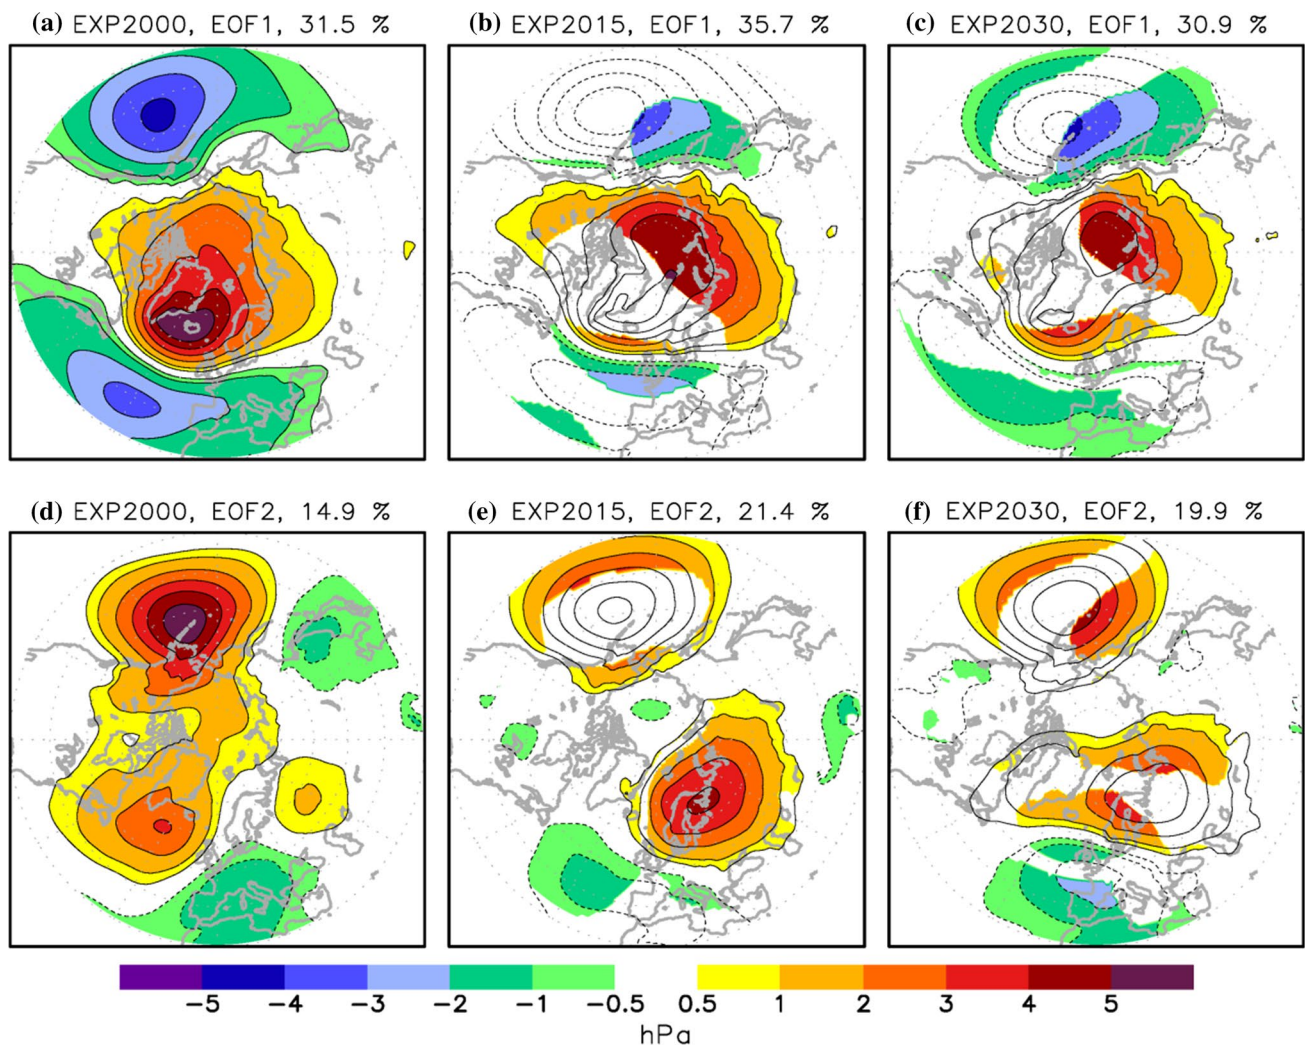 (a) EXP2000, EOF1, 31.5 %
(b) EXP2015, EOF1, 35.7 %
(c) EXP2030, EOF1, 30.9 %
(d) EXP2000, EOF2, 14.9 %
(e) EXP2015, EOF2, 21.4 %
(f) EXP2030, EOF2, 19.9 %
−5 −4 −3 −2 −1 −0.5 0.5 1 2 3 4 5
hPa